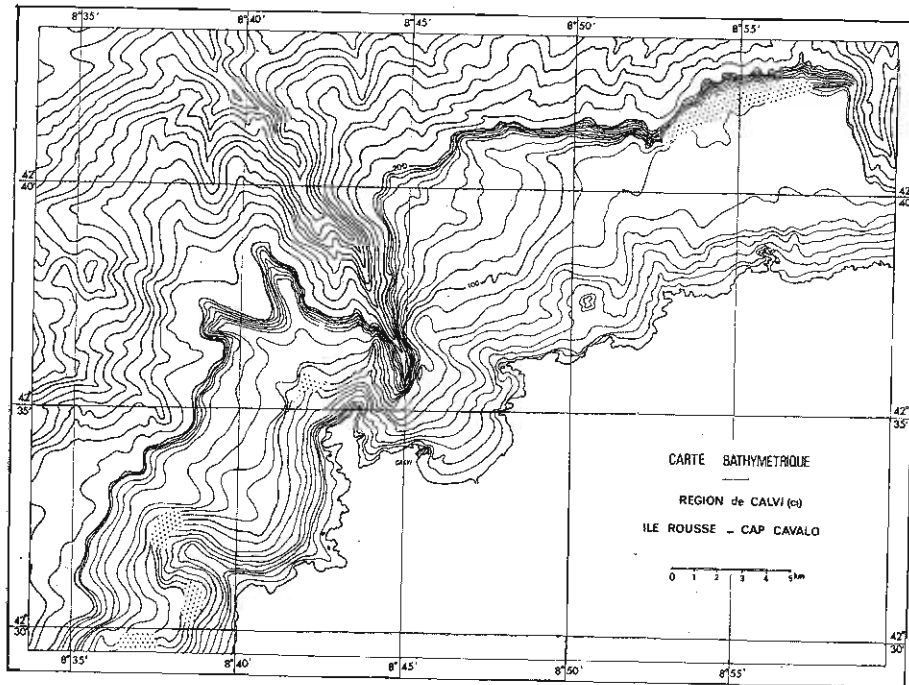 8°35' 8°40' 8°45' 8°50' 8°55'
200
42° 40' 42° 40'
100
42° 35' 42° 35'
CALVI
CARTE BATHYMETRIQUE
REGION de CALVI (ci)
ILE ROUSSE _ CAP CAVALO
0 1 2 3 4 5 km
42° 30' 42° 30'
8°35' 8°40' 8°45' 8°50' 8°55'